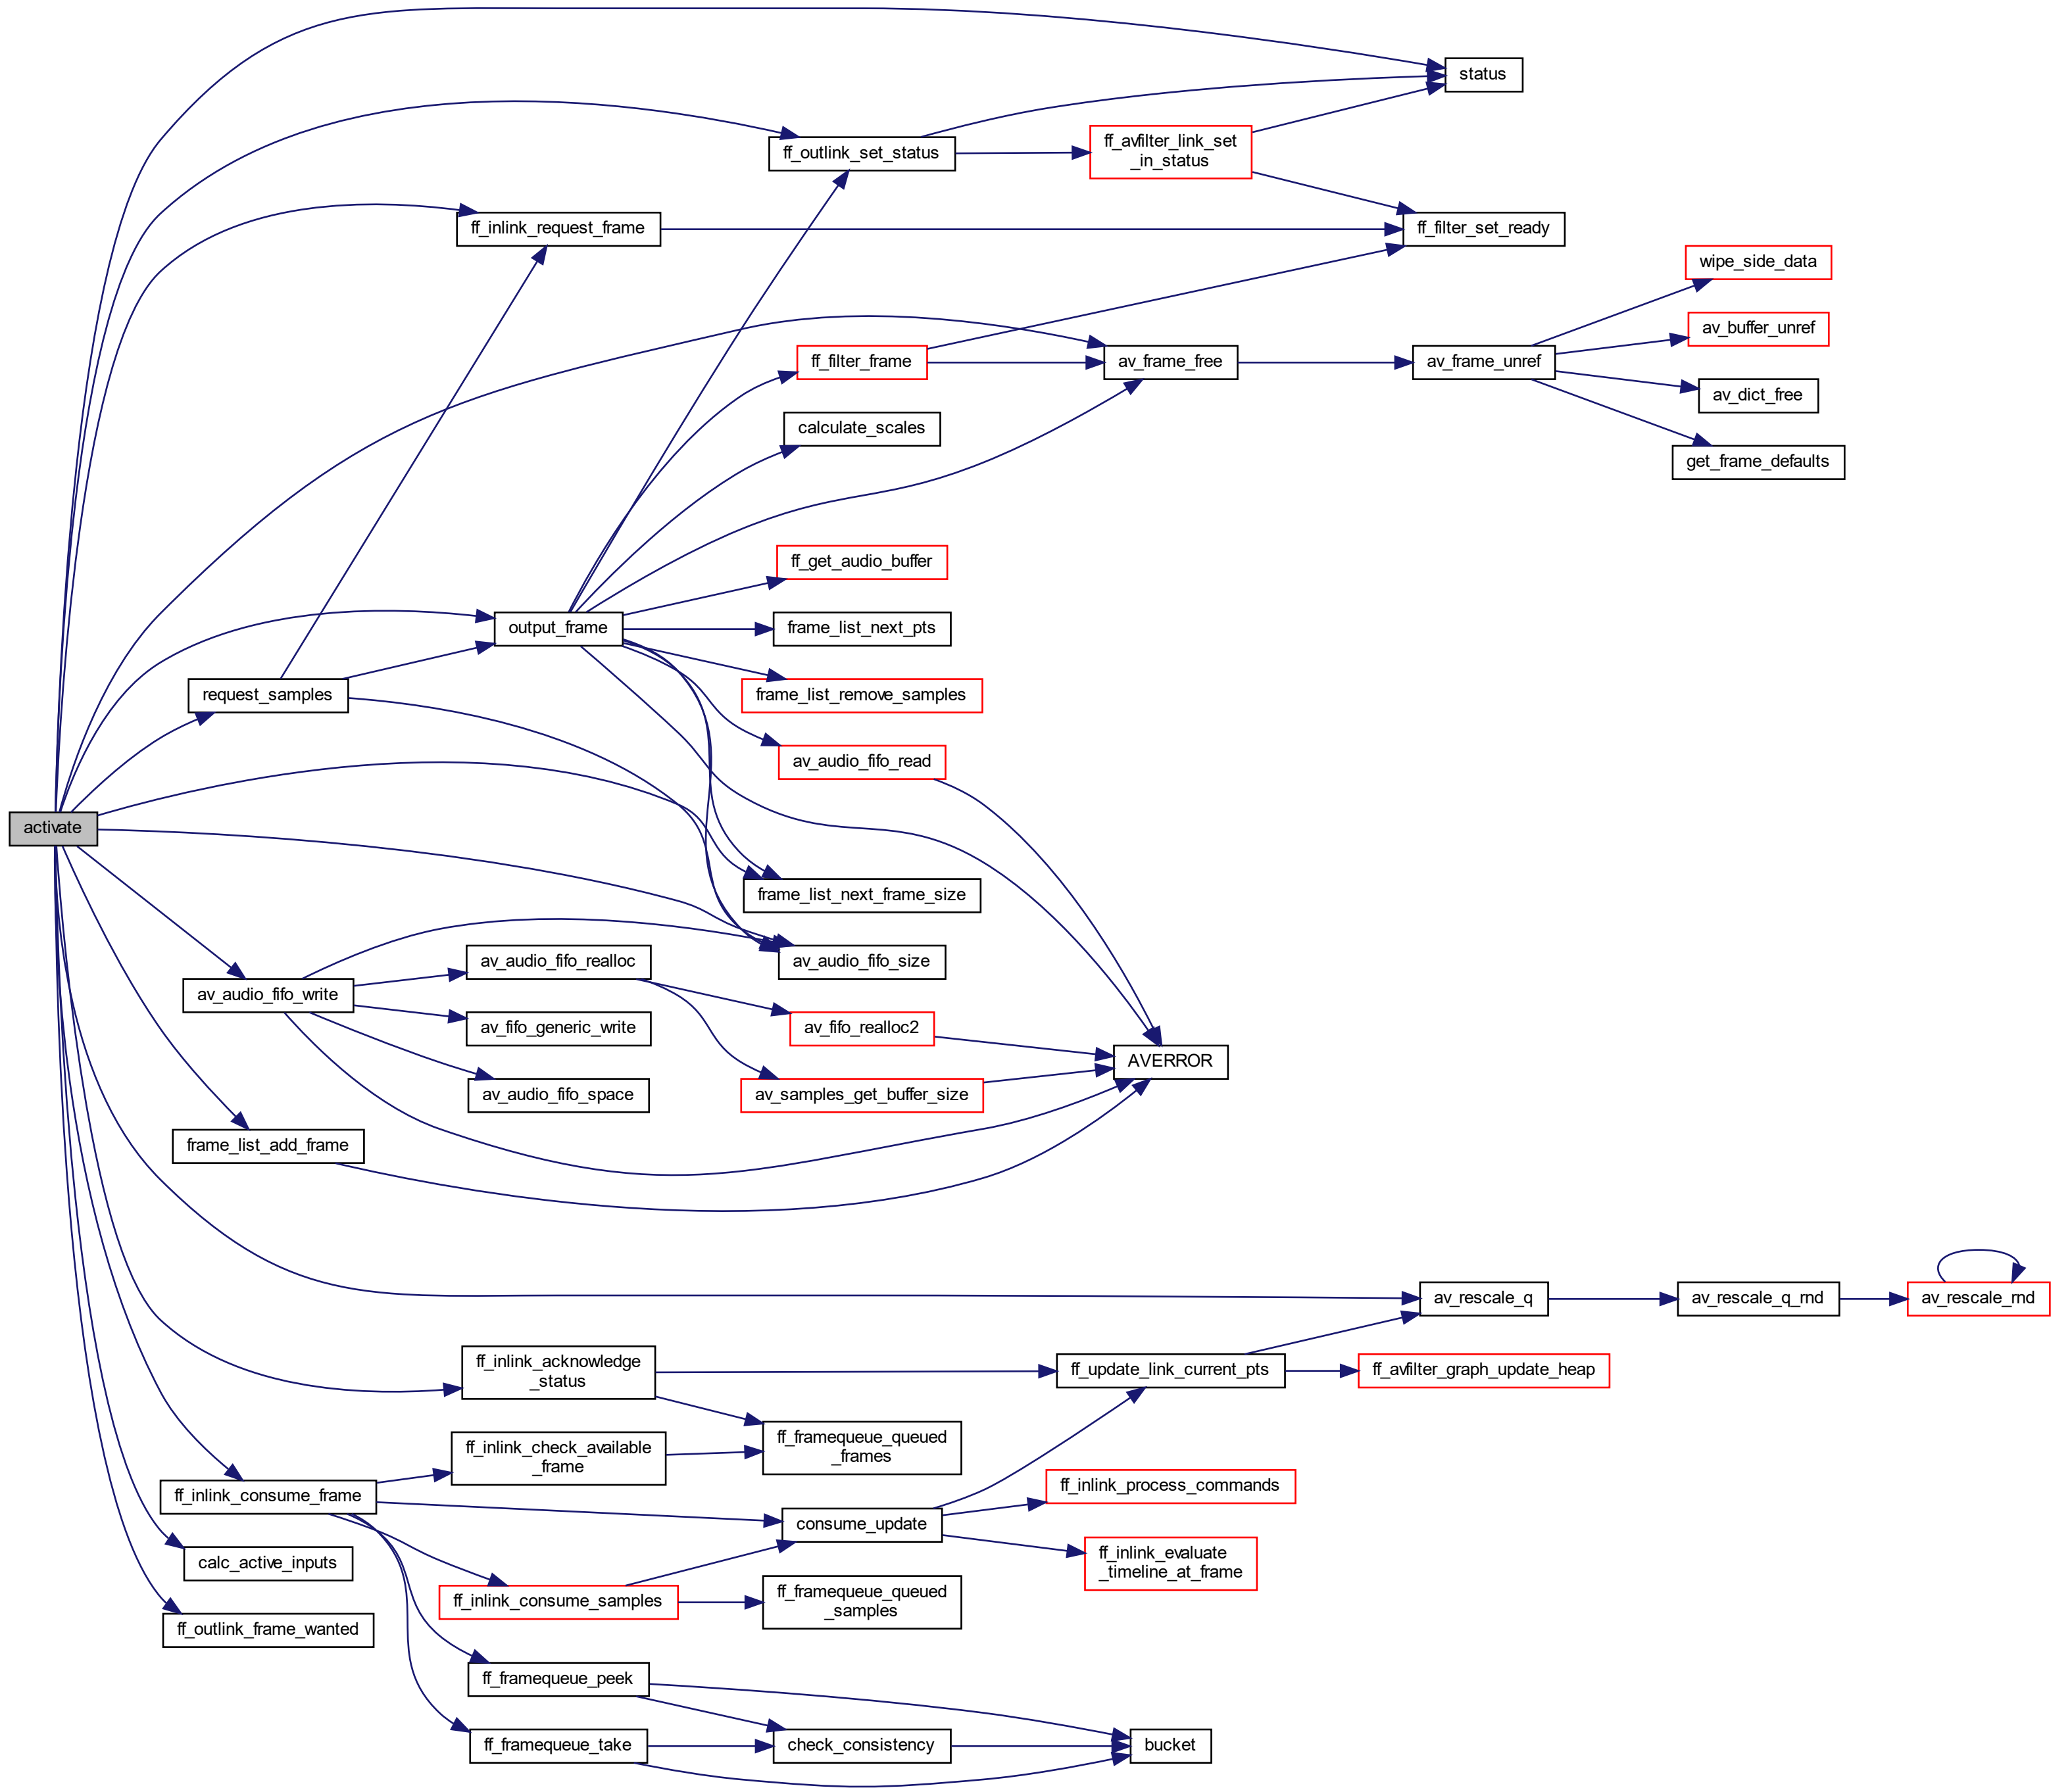 status
ff_outlink_set_status
ff_avfilter_link_set
_in_status
ff_inlink_request_frame
ff_filter_set_ready
wipe_side_data
av_buffer_unref
ff_filter_frame
av_frame_free
av_frame_unref
av_dict_free
calculate_scales
get_frame_defaults
ff_get_audio_buffer
output_frame
frame_list_next_pts
request_samples
frame_list_remove_samples
av_audio_fifo_read
activate
frame_list_next_frame_size
av_audio_fifo_realloc
av_audio_fifo_size
av_audio_fifo_write
av_fifo_generic_write
av_fifo_realloc2
AVERROR
av_audio_fifo_space
av_samples_get_buffer_size
frame_list_add_frame
av_rescale_q
av_rescale_q_rnd
av_rescale_rnd
ff_inlink_acknowledge
_status
ff_update_link_current_pts
ff_avfilter_graph_update_heap
ff_inlink_check_available
_frame
ff_framequeue_queued
_frames
ff_inlink_consume_frame
ff_inlink_process_commands
consume_update
calc_active_inputs
ff_inlink_evaluate
_timeline_at_frame
ff_inlink_consume_samples
ff_framequeue_queued
_samples
ff_outlink_frame_wanted
ff_framequeue_peek
ff_framequeue_take
check_consistency
bucket